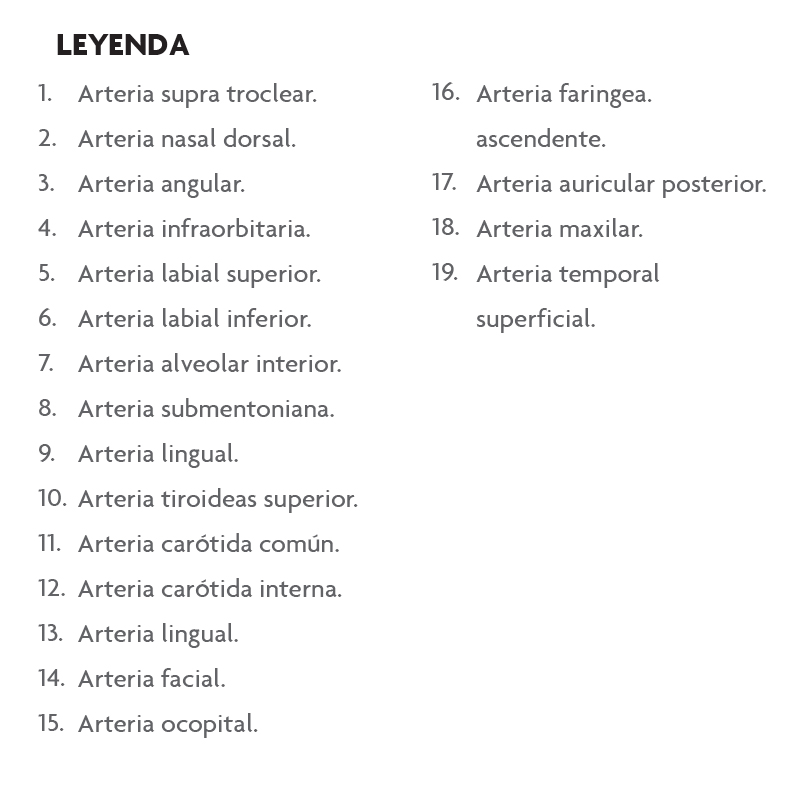 LEYENDA
1. Arteria supra troclear.
2. Arteria nasal dorsal.
3. Arteria angular.
4. Arteria infraorbitaria.
5. Arteria labial superior.
6. Arteria labial inferior.
7. Arteria alveolar interior.
8. Arteria submentoniana.
9. Arteria lingual.
10. Arteria tiroideas superior.
11. Arteria carótida común.
12. Arteria carótida interna.
13. Arteria lingual.
14. Arteria facial.
15. Arteria ocopital.
16. Arteria faringea.
ascendente.
17. Arteria auricular posterior.
18. Arteria maxilar.
19. Arteria temporal
superficial.